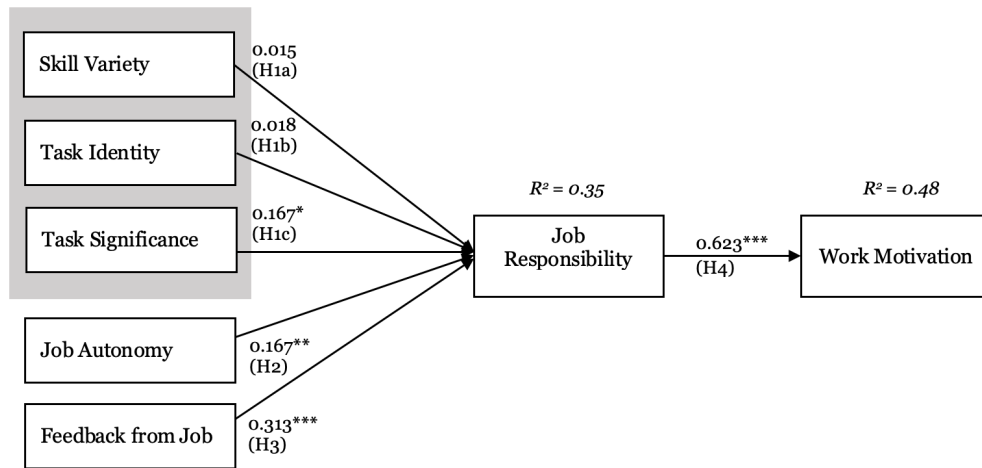 Skill Variety
0.015
(H1a)
Task Identity
0.018
(H1b)
Task Significance
0.167*
(H1c)
Job Autonomy
0.167**
(H2)
Feedback from Job
0.313***
(H3)
R² = 0.35
Job
Responsibility
0.623***
(H4)
R² = 0.48
Work Motivation